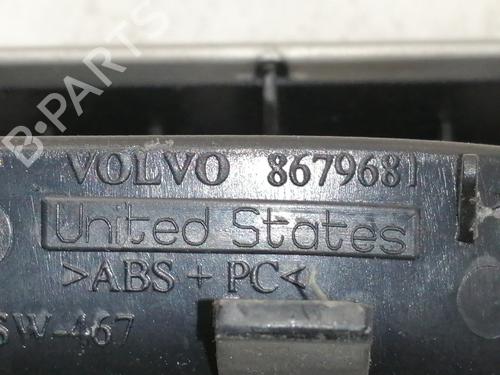 B-PARTS
VOLVO 8679681
United States
>ABS + PC<
SW-467